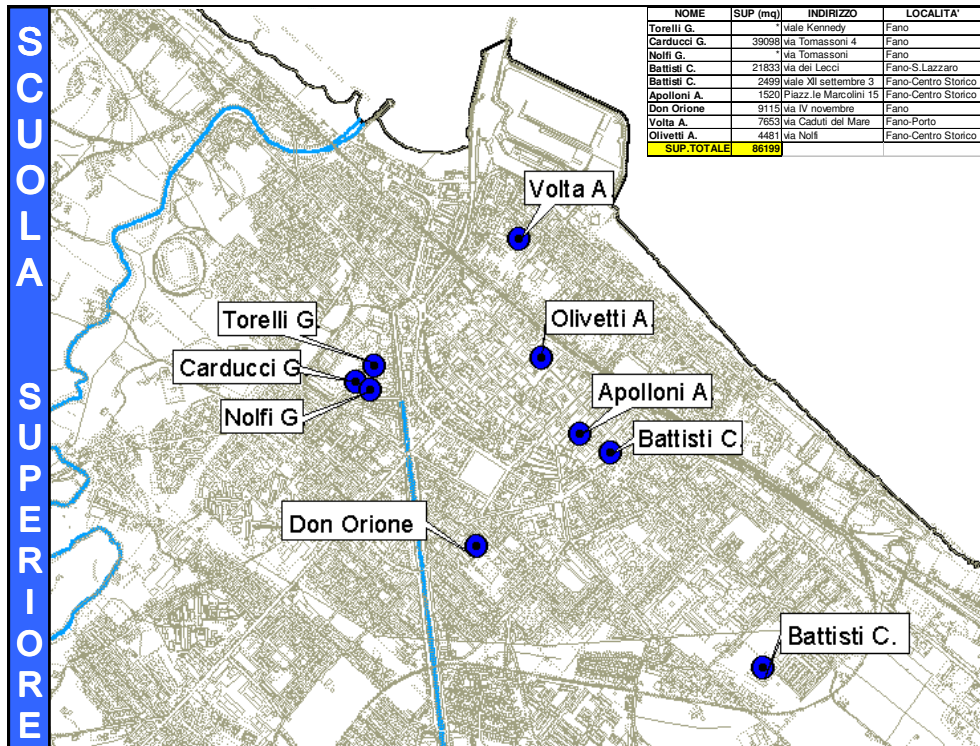 SCUOLA SUPERIORE
NOME SUP (mq) INDIRIZZO LOCALITA'
Torelli G. * viale Kennedy Fano
Carducci G. 39098 via Tomassoni 4 Fano
Nolfi G. * via Tomassoni Fano
Battisti C. 21833 via dei Lecci Fano-S.Lazzaro
Battisti C. 2499 viale XII settembre 3 Fano-Centro Storico
Apolloni A. 1520 Piazz.le Marcolini 15 Fano-Centro Storico
Don Orione 9115 via IV novembre Fano
Volta A. 7653 via Caduti del Mare Fano-Porto
Olivetti A. 4481 via Nolfi Fano-Centro Storico
SUP.TOTALE 86199
Volta A.
Torelli G.
Olivetti A.
Carducci G.
Apolloni A.
Nolfi G.
Battisti C.
Don Orione
Battisti C.